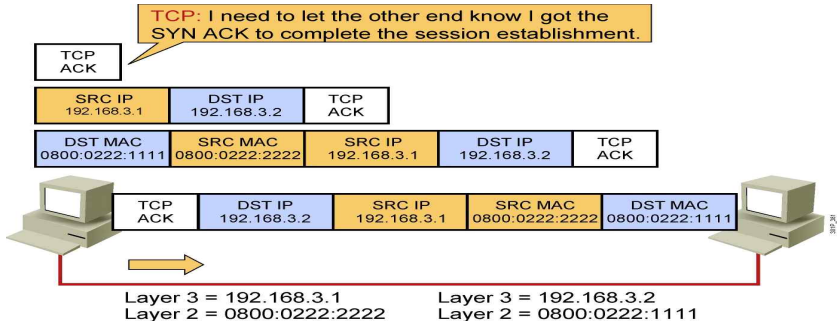 TCP: I need to let the other end know I got the
SYN ACK to complete the session establishment.
TCP
ACK
SRC IP
192.168.3.1
DST IP
192.168.3.2
TCP
ACK
DST MAC
0800:0222:1111
SRC MAC
0800:0222:2222
SRC IP
192.168.3.1
DST IP
192.168.3.2
TCP
ACK
TCP
ACK
DST IP
192.168.3.2
SRC IP
192.168.3.1
SRC MAC
0800:0222:2222
DST MAC
0800:0222:1111
Layer 3 = 192.168.3.1
Layer 2 = 0800:0222:2222
Layer 3 = 192.168.3.2
Layer 2 = 0800:0222:1111